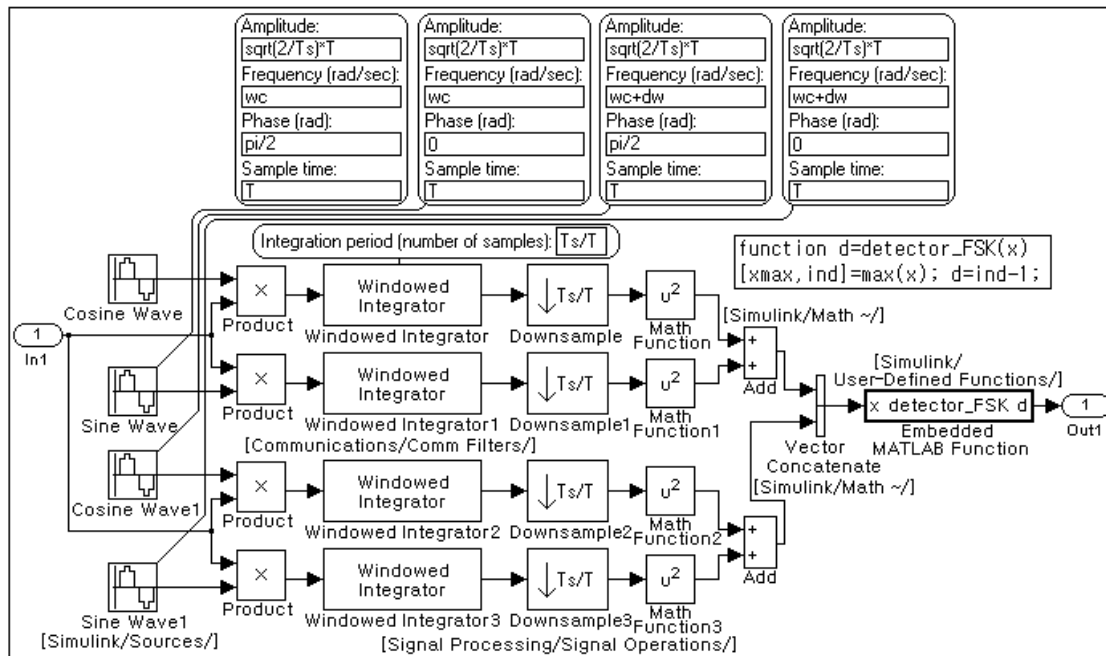 Amplitude:
sqrt(2/Ts)*T
Frequency (rad/sec):
wc
Phase (rad):
pi/2
Sample time:
T
Amplitude:
sqrt(2/Ts)*T
Frequency (rad/sec):
wc
Phase (rad):
0
Sample time:
T
Amplitude:
sqrt(2/Ts)*T
Frequency (rad/sec):
wc+dw
Phase (rad):
pi/2
Sample time:
T
Amplitude:
sqrt(2/Ts)*T
Frequency (rad/sec):
wc+dw
Phase (rad):
0
Sample time:
T
Integration period (number of samples): Ts/T
function d=detector_FSK(x)
[xmax,ind]=max(x); d=ind-1;
Cosine Wave
×
Product
Windowed
Integrator
Windowed Integrator
Ts/T
Downsample
u²
Math
Function
[Simulink/Math ~/]
1
In1
Sine Wave
×
Product
Windowed
Integrator
Windowed Integrator1
Ts/T
Downsample1
u²
Math
Function1
+
+
Add
[Communications/Comm Filters/]
[Simulink/
User-Defined Functions/]
x detector_FSK d
Embedded
MATLAB Function
1
Out1
Vector
Concatenate
[Simulink/Math ~/]
Cosine Wave1
×
Product
Windowed
Integrator
Windowed Integrator2
Ts/T
Downsample2
u²
Math
Function2
+
+
Add
Sine Wave1
[Simulink/Sources/]
×
Product
Windowed
Integrator
Windowed Integrator3
Ts/T
Downsample3
u²
Math
Function3
[Signal Processing/Signal Operations/]